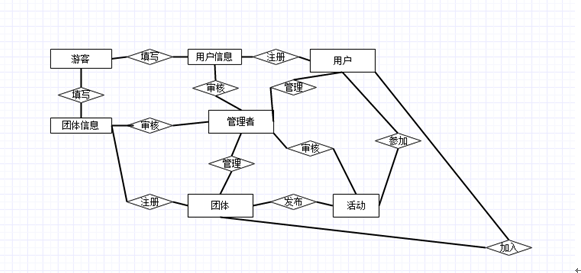 游客
填写
用户信息
注册
用户
填写
审核
管理
团体信息
审核
管理者
参加
审核
管理
注册
团体
发布
活动
加入